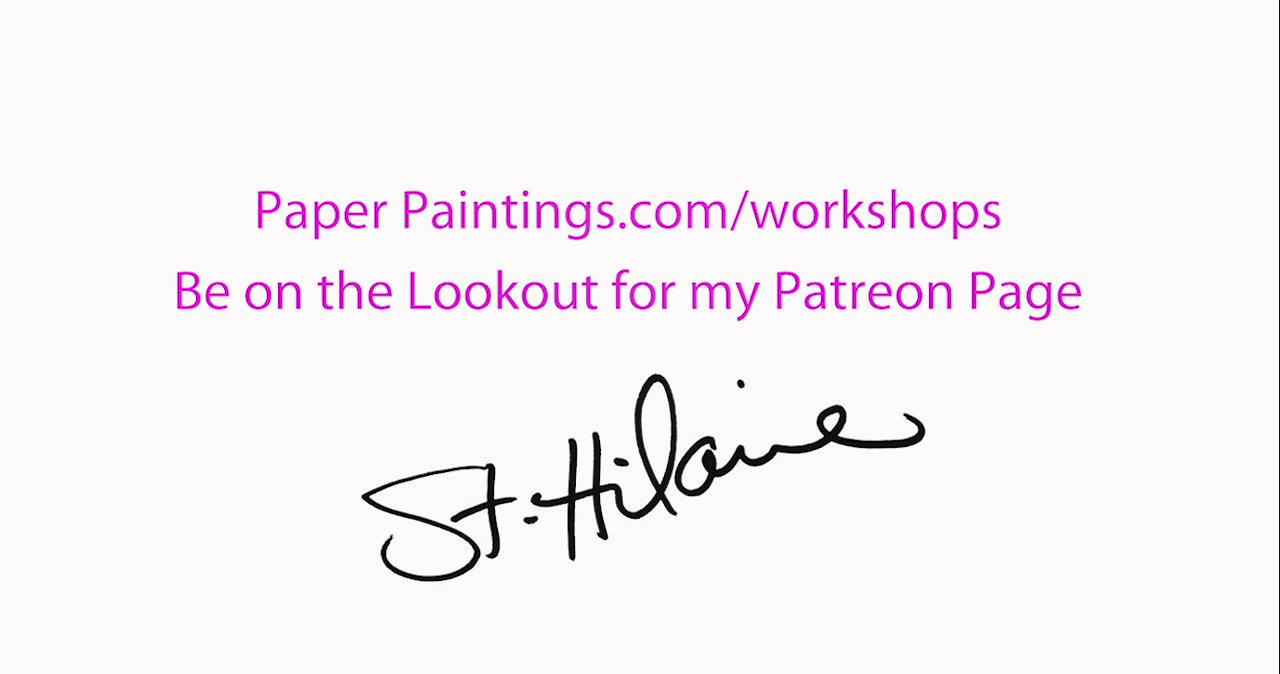 Paper Paintings.com/workshops
Be on the Lookout for my Patreon Page
St. Hilaire